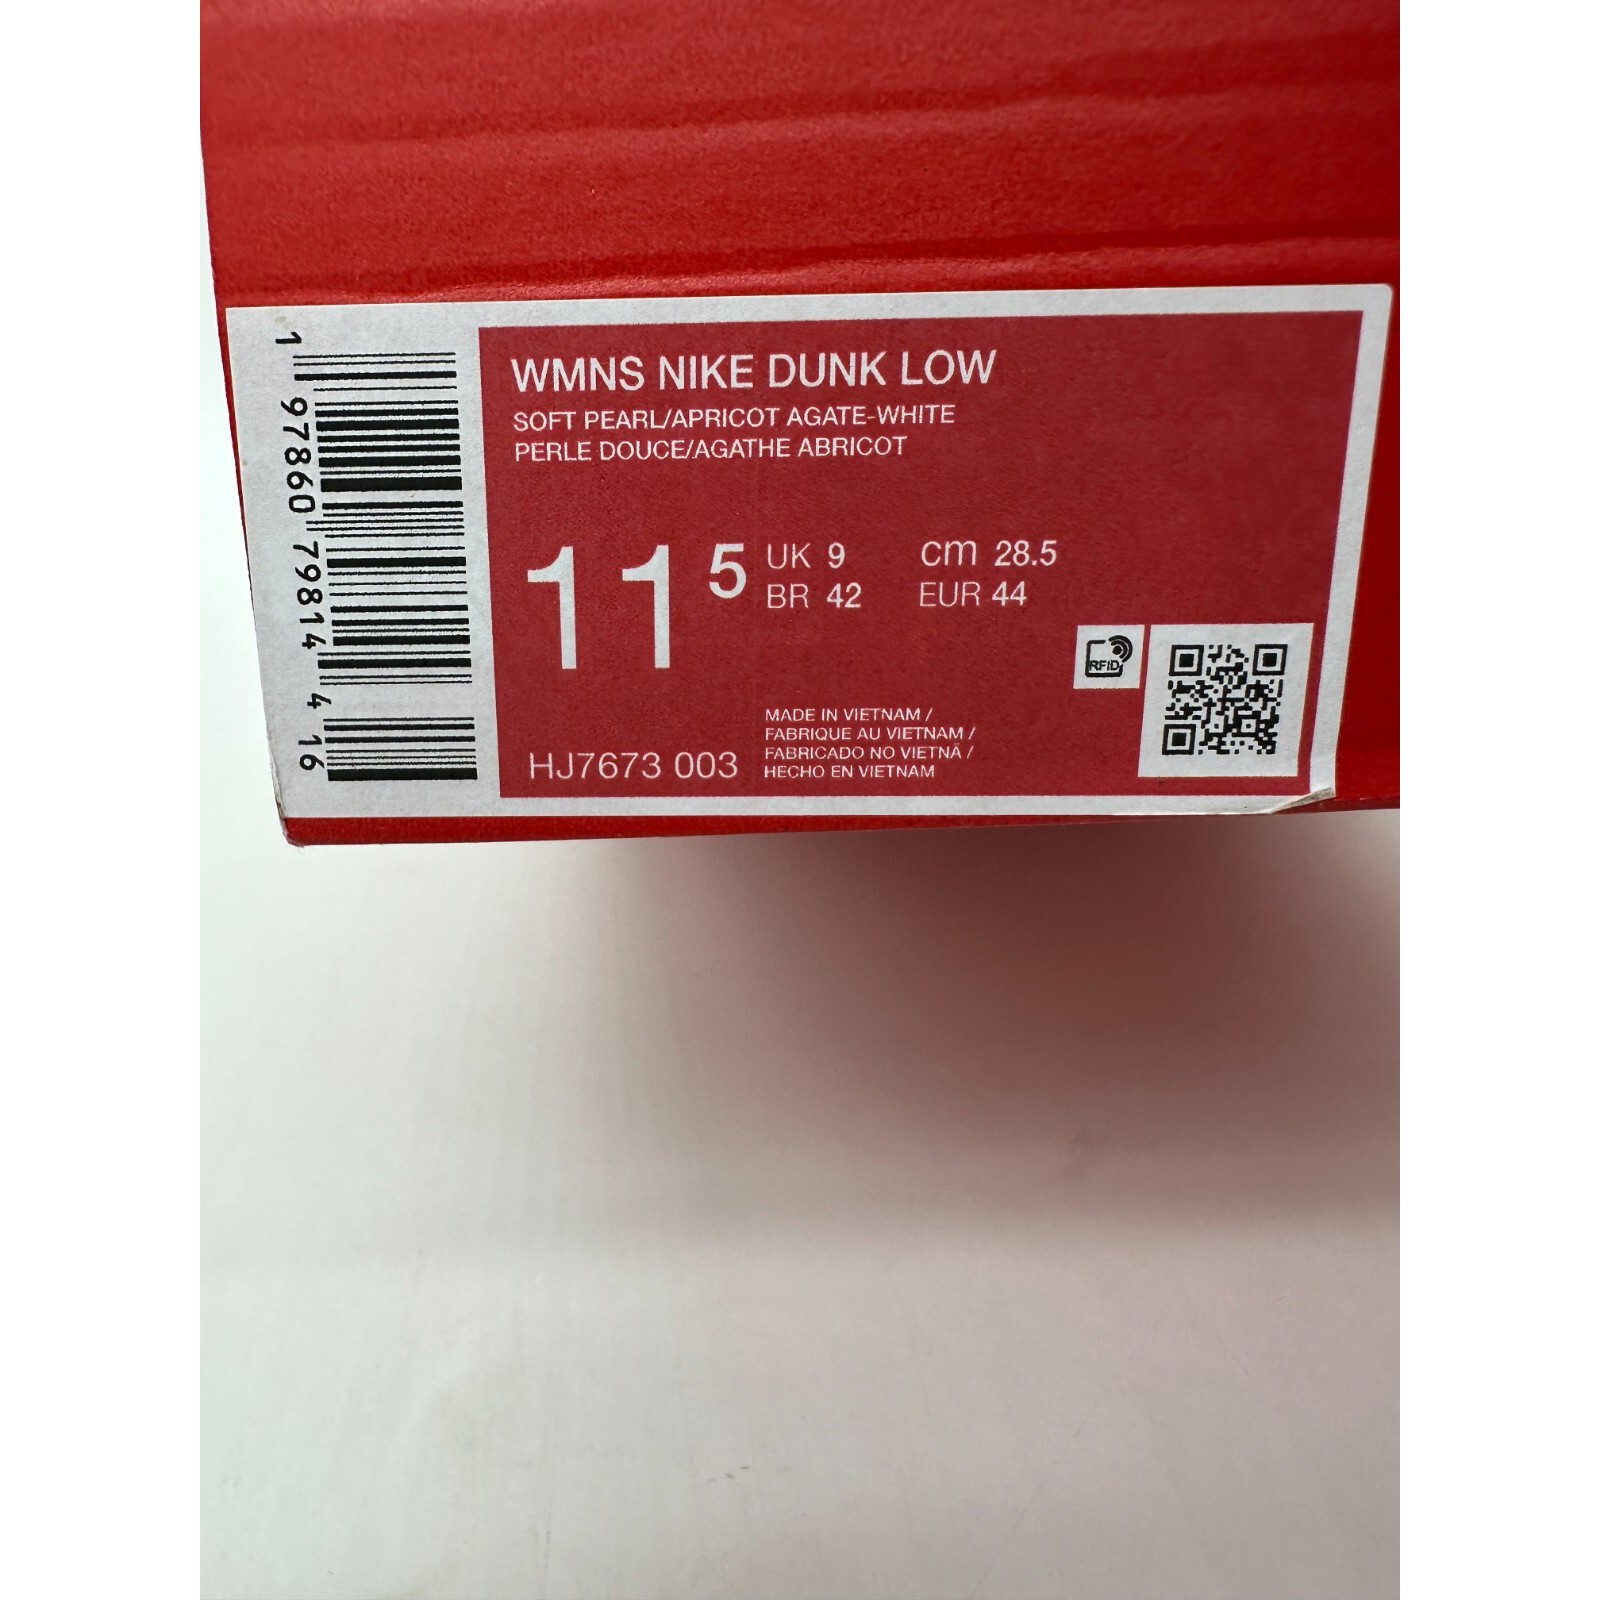 WMNS NIKE DUNK LOW
SOFT PEARL/APRICOT AGATE-WHITE
PERLE DOUCE/AGATHE ABRICOT
11 5
UK 9 cm 28.5
BR 42 EUR 44
RFID
HJ7673 003
MADE IN VIETNAM /
FABRIQUE AU VIETNAM /
FABRICADO NO VIETNÃ /
HECHO EN VIETNAM
1 97860 79814 4 16